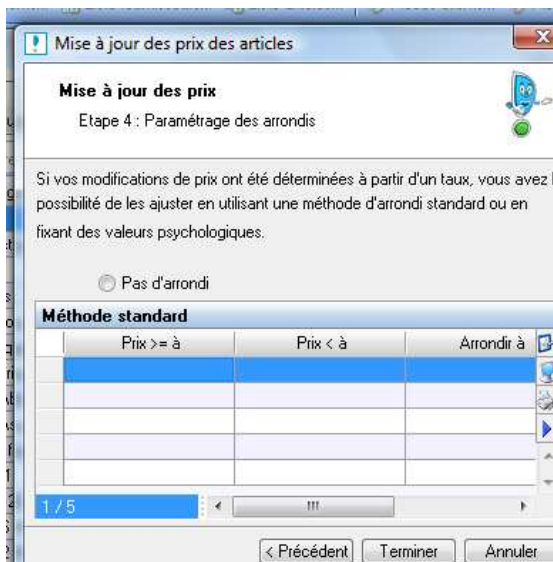 Mise à jour des prix des articles
Mise à jour des prix
Etape 4 : Paramétrage des arrondis
Si vos modifications de prix ont été déterminées à partir d'un taux, vous avez
possibilité de les ajuster en utilisant une méthode d'arrondi standard ou en
fixant des valeurs psychologiques.
Pas d'arrondi
Méthode standard
Prix >= à Prix < à Arrondir à
1 / 5
< Précédent Terminer Annuler